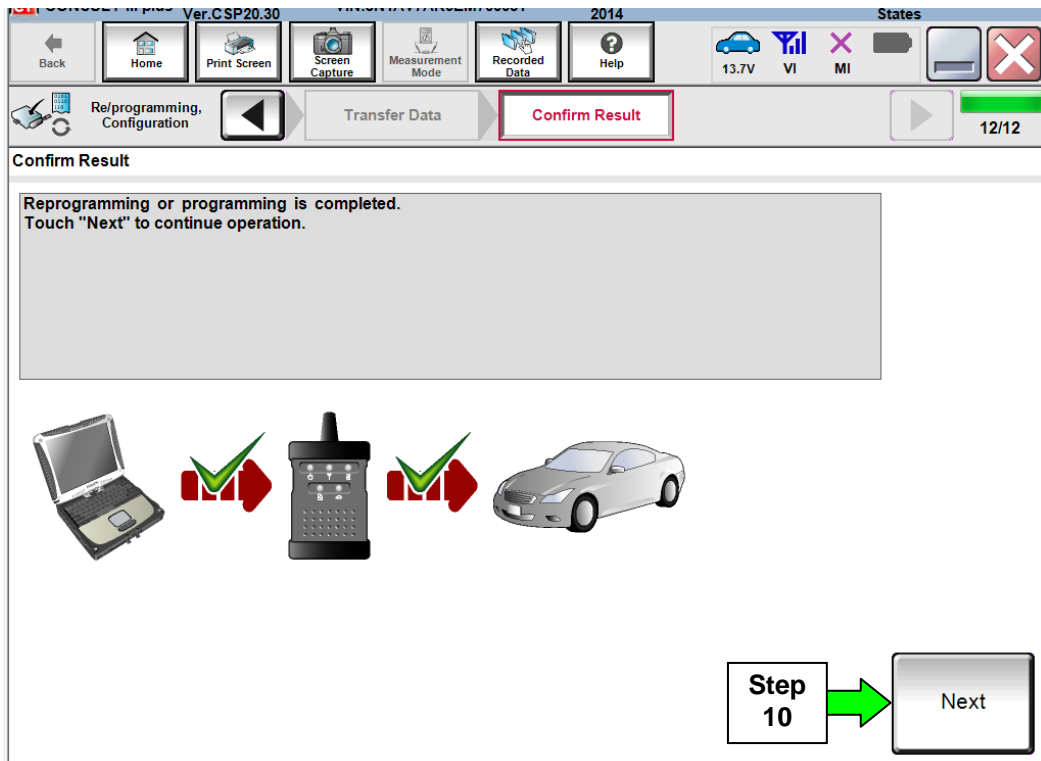 Ver.CSP20.30
2014
States
Back
Home
Print Screen
Screen
Capture
Measurement
Mode
Recorded
Data
Help
13.7V
VI
MI
Re/programming,
Configuration
Transfer Data
Confirm Result
12/12
Confirm Result
Reprogramming or programming is completed.
Touch "Next" to continue operation.
Step
10
Next